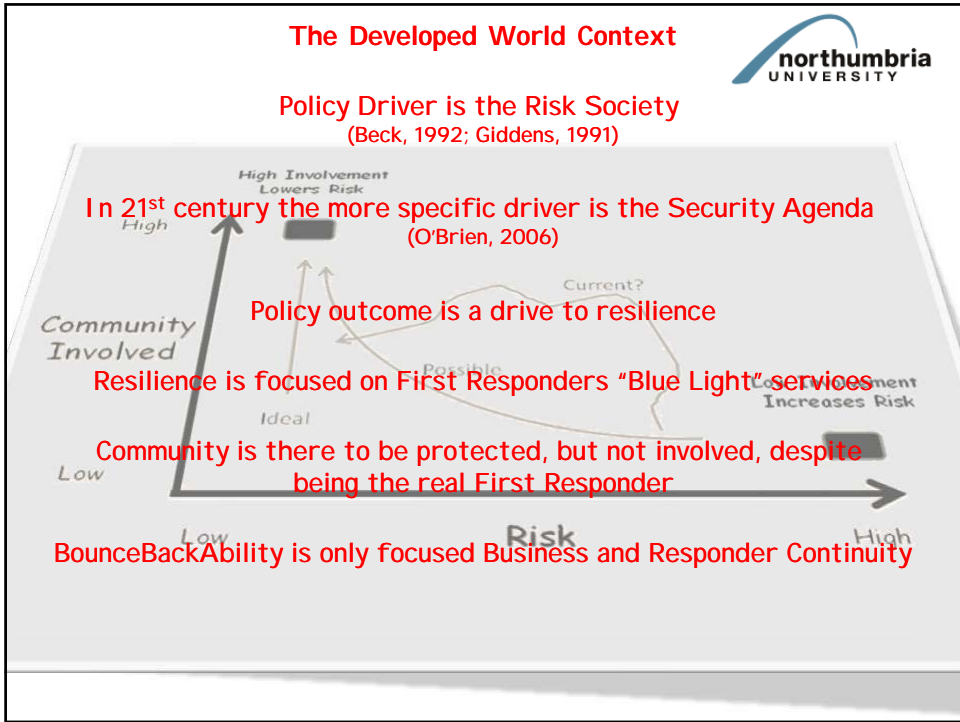 The Developed World Context
northumbria
UNIVERSITY
Policy Driver is the Risk Society
(Beck, 1992; Giddens, 1991)
High Involvement
Lowers Risk
In 21st century the more specific driver is the Security Agenda
High
(O'Brien, 2006)
Current?
Policy outcome is a drive to resilience
Community
Involved
Possible
Resilience is focused on First Responders "Blue Light" services
Low Involvement
Increases Risk
Ideal
Community is there to be protected, but not involved, despite
Low
being the real First Responder
Low
Risk
High
BounceBackAbility is only focused Business and Responder Continuity